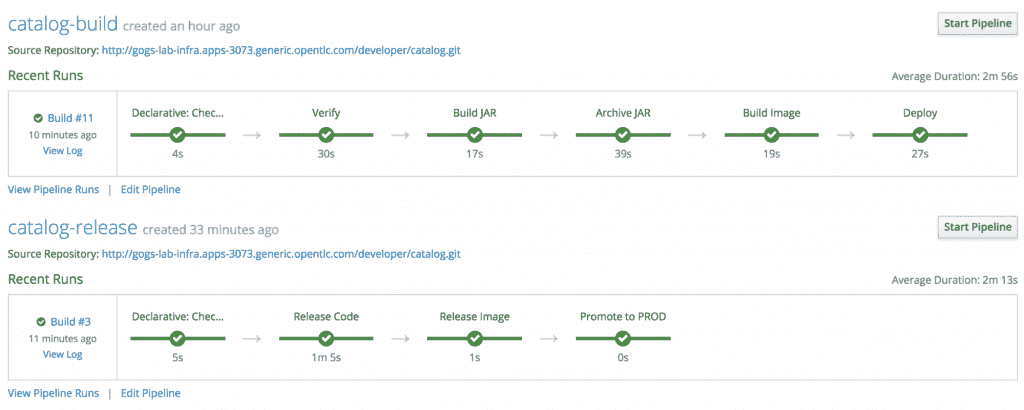 catalog-build created an hour ago
Start Pipeline
Source Repository: http://gogs-lab-infra.apps-3073.generic.opentlc.com/developer/catalog.git
Recent Runs
Average Duration: 2m 56s
Build #11
10 minutes ago
View Log
Declarative: Chec...
4s
Verify
30s
Build JAR
17s
Archive JAR
39s
Build Image
19s
Deploy
27s
View Pipeline Runs | Edit Pipeline
catalog-release created 33 minutes ago
Start Pipeline
Source Repository: http://gogs-lab-infra.apps-3073.generic.opentlc.com/developer/catalog.git
Recent Runs
Average Duration: 2m 13s
Build #3
11 minutes ago
View Log
Declarative: Chec...
5s
Release Code
1m 5s
Release Image
1s
Promote to PROD
0s
View Pipeline Runs | Edit Pipeline